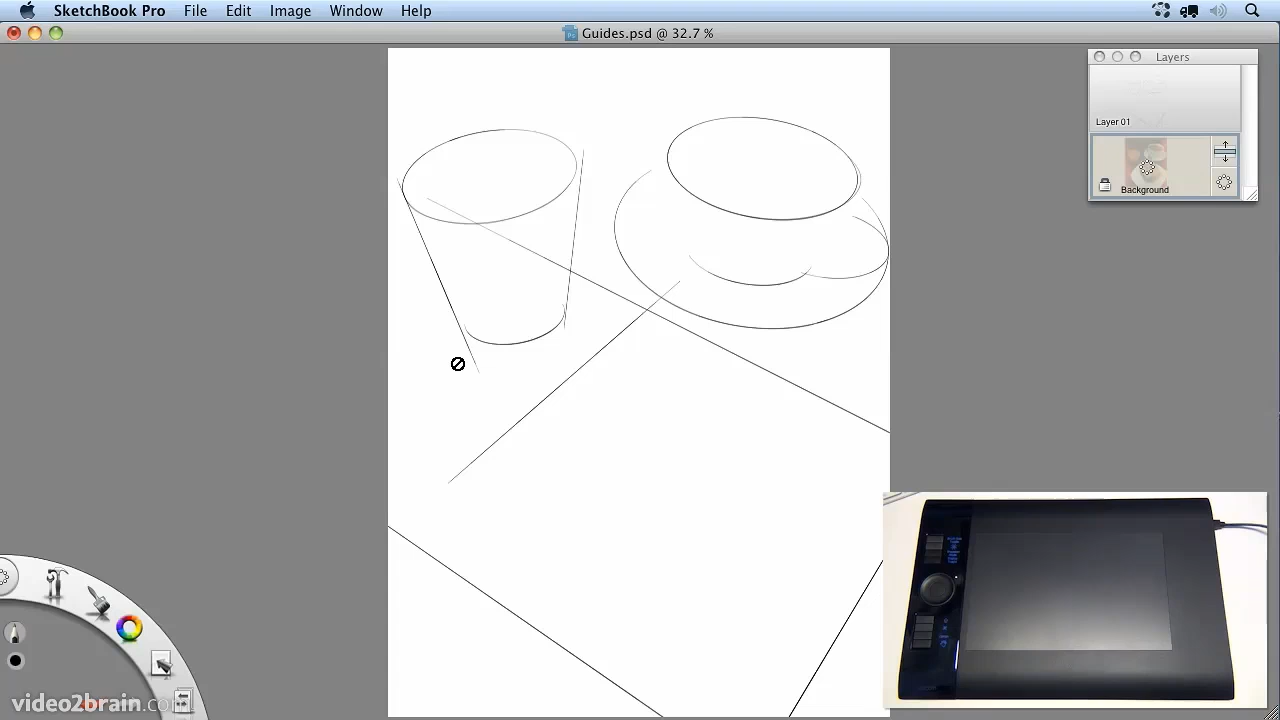 SketchBook Pro File Edit Image Window Help
Guides.psd @ 32.7 %
Layers
Layer 01
Background
video2brain.com